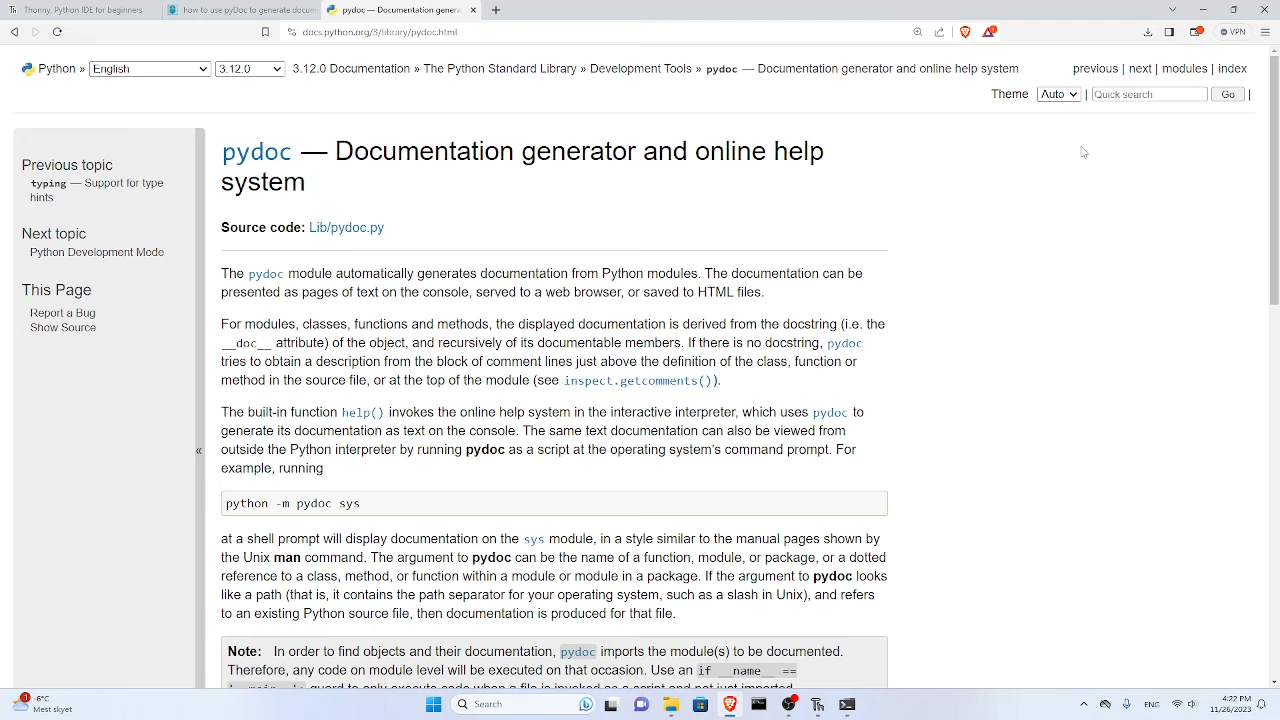 Thonny, Python IDE for beginners
how to use pyDoc to generate docum
pydoc — Documentation genera
docs.python.org/3/library/pydoc.html
VPN
Python » English 3.12.0 3.12.0 Documentation » The Python Standard Library » Development Tools » pydoc — Documentation generator and online help system
previous | next | modules | index
Theme Auto | Quick search Go |
Previous topic
typing — Support for type
hints
Next topic
Python Development Mode
This Page
Report a Bug
Show Source
«
pydoc — Documentation generator and online help
system
Source code: Lib/pydoc.py
The pydoc module automatically generates documentation from Python modules. The documentation can be
presented as pages of text on the console, served to a web browser, or saved to HTML files.
For modules, classes, functions and methods, the displayed documentation is derived from the docstring (i.e. the
__doc__ attribute) of the object, and recursively of its documentable members. If there is no docstring, pydoc
tries to obtain a description from the block of comment lines just above the definition of the class, function or
method in the source file, or at the top of the module (see inspect.getcomments()).
The built-in function help() invokes the online help system in the interactive interpreter, which uses pydoc to
generate its documentation as text on the console. The same text documentation can also be viewed from
outside the Python interpreter by running pydoc as a script at the operating system's command prompt. For
example, running
python -m pydoc sys
at a shell prompt will display documentation on the sys module, in a style similar to the manual pages shown by
the Unix man command. The argument to pydoc can be the name of a function, module, or package, or a dotted
reference to a class, method, or function within a module or module in a package. If the argument to pydoc looks
like a path (that is, it contains the path separator for your operating system, such as a slash in Unix), and refers
to an existing Python source file, then documentation is produced for that file.
Note: In order to find objects and their documentation, pydoc imports the module(s) to be documented.
Therefore, any code on module level will be executed on that occasion. Use an if __name__ ==
-6°C
Mest skyet
Search
ENG
4:22 PM
11/26/2023